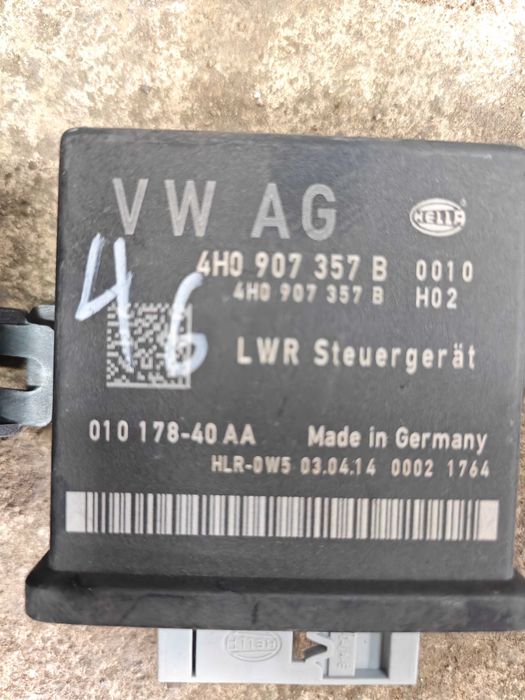 VW AG
HELLA
4H0 907 357 B 0010
4H0 907 357 B H02
46
LWR Steuergerät
010 178-40 AA Made in Germany
HLR-0W5 03.04.14 0002 1764
HELLA